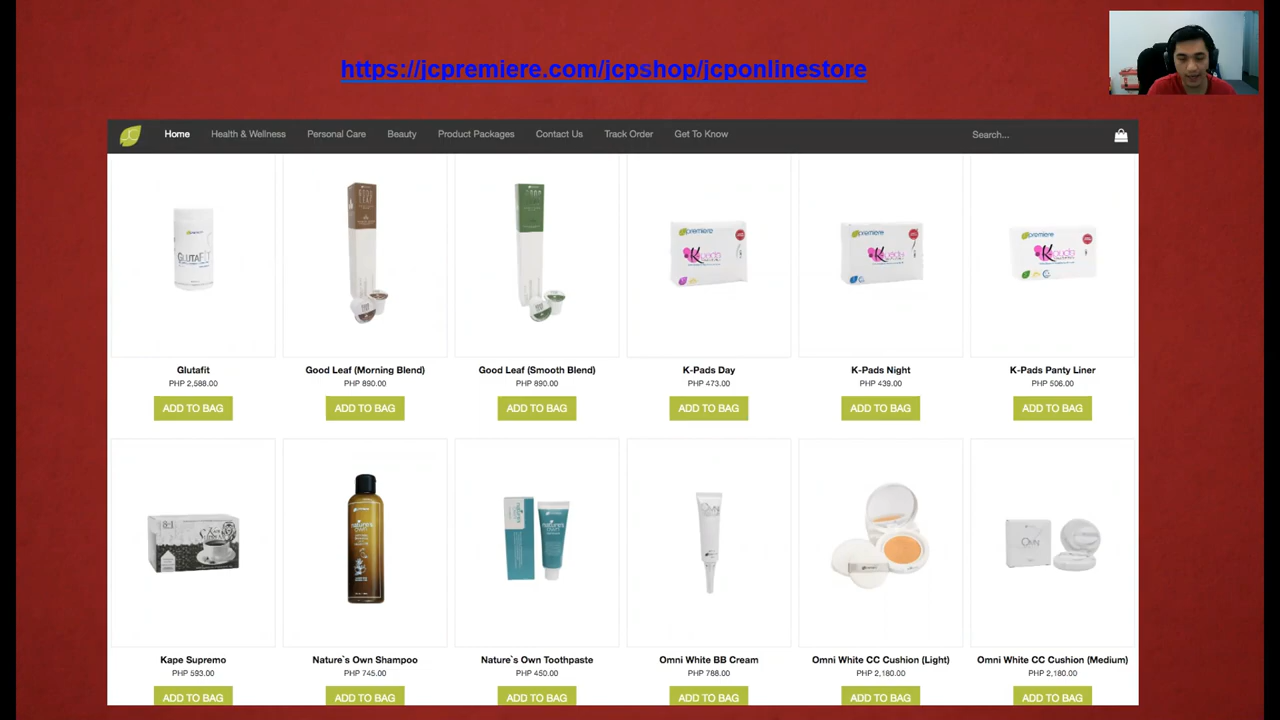 https://jcpremiere.com/jcpshop/jcponlinestore
Home Health & Wellness Personal Care Beauty Product Packages Contact Us Track Order Get To Know Search...
Glutafit Good Leaf (Morning Blend) Good Leaf (Smooth Blend) K-Pads Day K-Pads Night K-Pads Panty Liner
PHP 2,588.00 PHP 890.00 PHP 890.00 PHP 473.00 PHP 439.00 PHP 506.00
ADD TO BAG ADD TO BAG ADD TO BAG ADD TO BAG ADD TO BAG ADD TO BAG
Kape Supremo Nature`s Own Shampoo Nature`s Own Toothpaste Omni White BB Cream Omni White CC Cushion (Light) Omni White CC Cushion (Medium)
PHP 593.00 PHP 745.00 PHP 450.00 PHP 788.00 PHP 2,180.00 PHP 2,180.00
ADD TO BAG ADD TO BAG ADD TO BAG ADD TO BAG ADD TO BAG ADD TO BAG